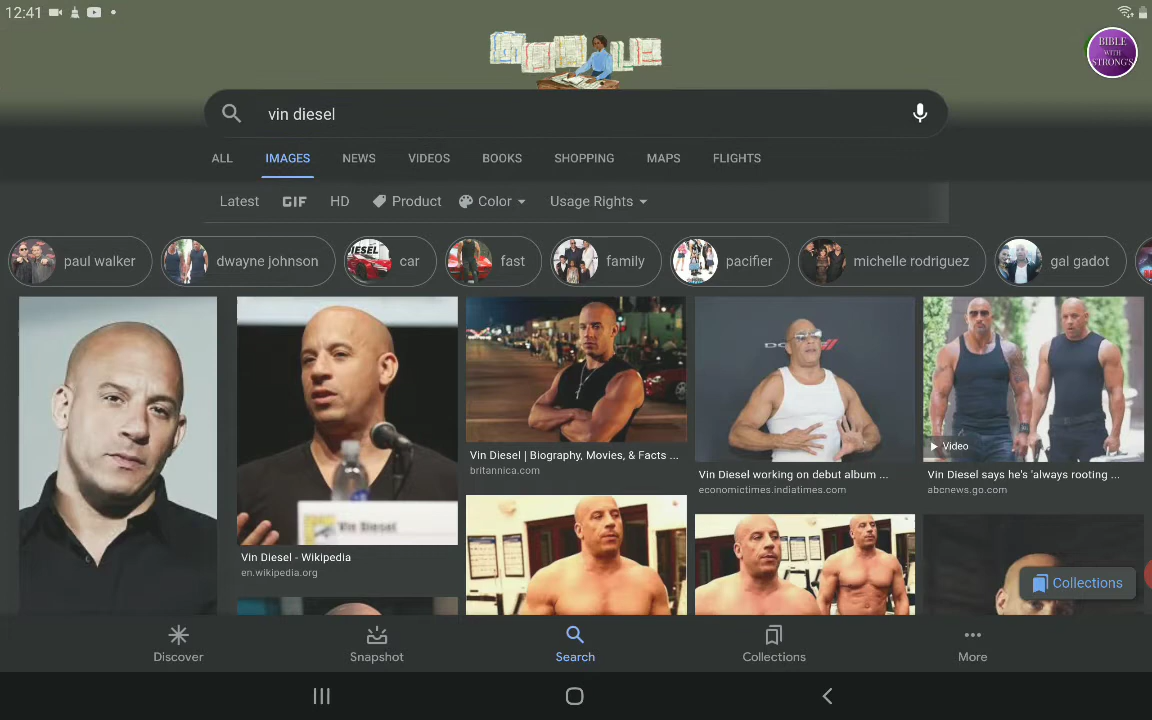 12:41
BIBLE
WITH
STRONG'S
vin diesel
ALL IMAGES NEWS VIDEOS BOOKS SHOPPING MAPS FLIGHTS
Latest GIF HD Product Color Usage Rights
paul walker dwayne johnson car fast family pacifier michelle rodriguez gal gadot
Vin Diesel
Vin Diesel - Wikipedia
en.wikipedia.org
Vin Diesel | Biography, Movies, & Facts ...
britannica.com
Vin Diesel working on debut album ...
economictimes.indiatimes.com
Video
Vin Diesel says he's 'always rooting ...
abcnews.go.com
Collections
Discover Snapshot Search Collections More